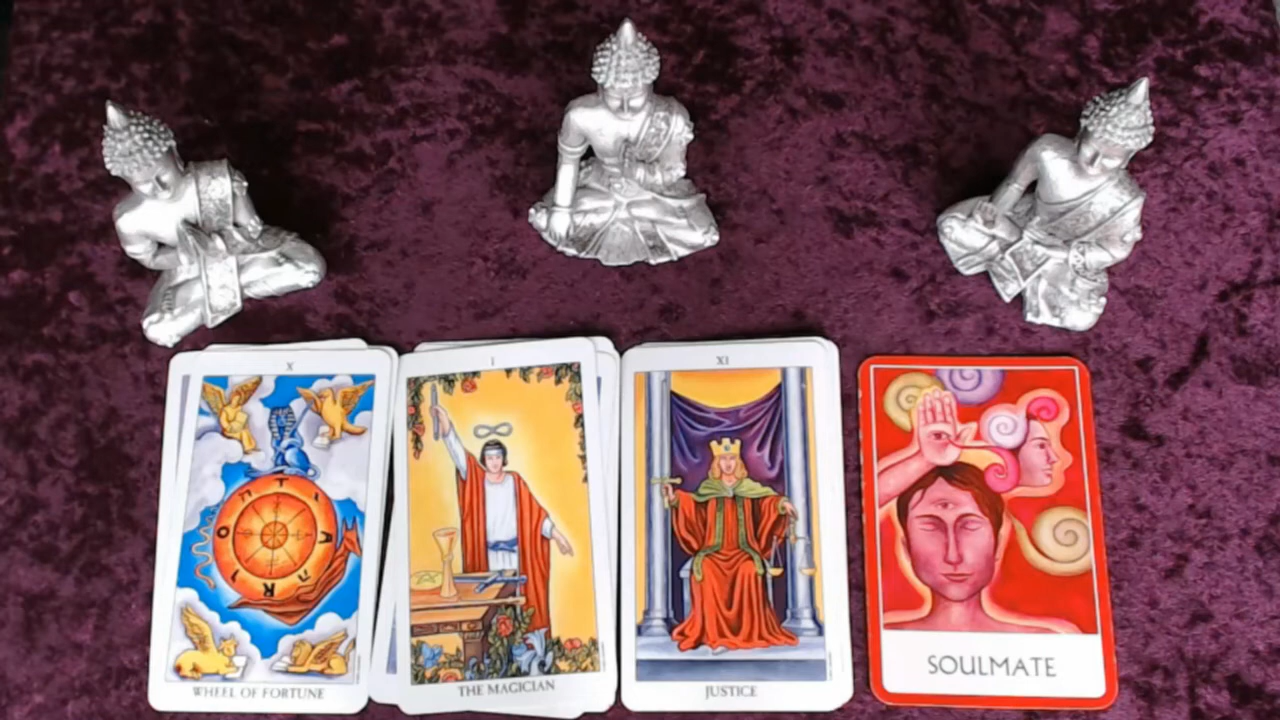 X
WHEEL OF FORTUNE
I
THE MAGICIAN
XI
JUSTICE
SOULMATE